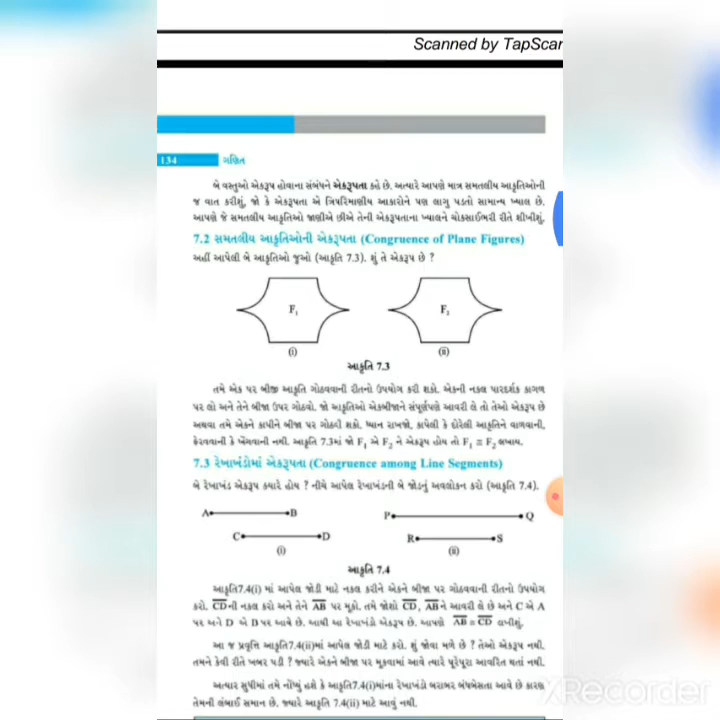 Scanned by TapScar
134 ગણિત
બે વસ્તુઓ એકરૂપ હોવાના સંબંધને એકરૂપતા કહે છે. અત્યારે આપણે માત્ર સમતલીય આકૃતિઓની
જ વાત કરીશું, જો કે એકરૂપતા એ ત્રિપરિમાણીય આકારોને પણ લાગુ પડતો સામાન્ય ખ્યાલ છે.
આપણે જે સમતલીય આકૃતિઓ જાણીએ છીએ તેની એકરૂપતાના ખ્યાલને ચોકસાઈભરી રીતે શીખીશું.
7.2 સમતલીય આકૃતિઓની એકરૂપતા (Congruence of Plane Figures)
અહીં આપેલી બે આકૃતિઓ જુઓ (આકૃતિ 7.3). શું તે એકરૂપ છે ?
F₁ F₂
(i) (ii)
આકૃતિ 7.3
તમે એક પર બીજી આકૃતિ ગોઠવવાની રીતનો ઉપયોગ કરી શકો. એકની નકલ પારદર્શક કાગળ
પર લો અને તેને બીજા ઉપર ગોઠવો. જો આકૃતિઓ એકબીજાને સંપૂર્ણપણે આવરી લે તો તેઓ એકરૂપ છે
અથવા તમે એકને કાપીને બીજા પર ગોઠવી શકો. ધ્યાન રાખજો, કાપેલી કે દોરેલી આકૃતિને વાળવાની,
ફેરવવાની કે ખેંચવાની નથી. આકૃતિ 7.3માં જો F₁ એ F₂ ને એકરૂપ હોય તો F₁ ≅ F₂ લખાય.
7.3 રેખાખંડોમાં એકરૂપતા (Congruence among Line Segments)
બે રેખાખંડ એકરૂપ ક્યારે હોય ? નીચે આપેલ રેખાખંડની બે જોડનું અવલોકન કરો (આકૃતિ 7.4).
A B P Q
C D R S
(i) (ii)
આકૃતિ 7.4
આકૃતિ7.4(i) માં આપેલ જોડી માટે નકલ કરીને એકને બીજા પર ગોઠવવાની રીતનો ઉપયોગ
કરો. C͞D ની નકલ કરો અને તેને A͞B પર મૂકો. તમે જોશો C͞D, A͞B ને આવરી લે છે અને C એ A
પર અને D એ B પર આવે છે. આથી આ રેખાખંડો એકરૂપ છે. આપણે A͞B ≅ C͞D લખીશું.
આ જ પ્રવૃત્તિ આકૃતિ7.4(ii)માં આપેલ જોડી માટે કરો. શું જોવા મળે છે ? તેઓ એકરૂપ નથી.
તમને કેવી રીતે ખબર પડી ? જ્યારે એકને બીજા પર મૂકવામાં આવે ત્યારે પૂરેપૂરા આવરિત થતાં નથી.
અત્યાર સુધીમાં તમે નોંધ્યું હશે કે આકૃતિ7.4(i)માંના રેખાખંડો બરાબર બંધબેસતા આવે છે કારણ
તેમની લંબાઈ સમાન છે. જ્યારે આકૃતિ 7.4(ii) માટે આવું નથી.
XRecorder